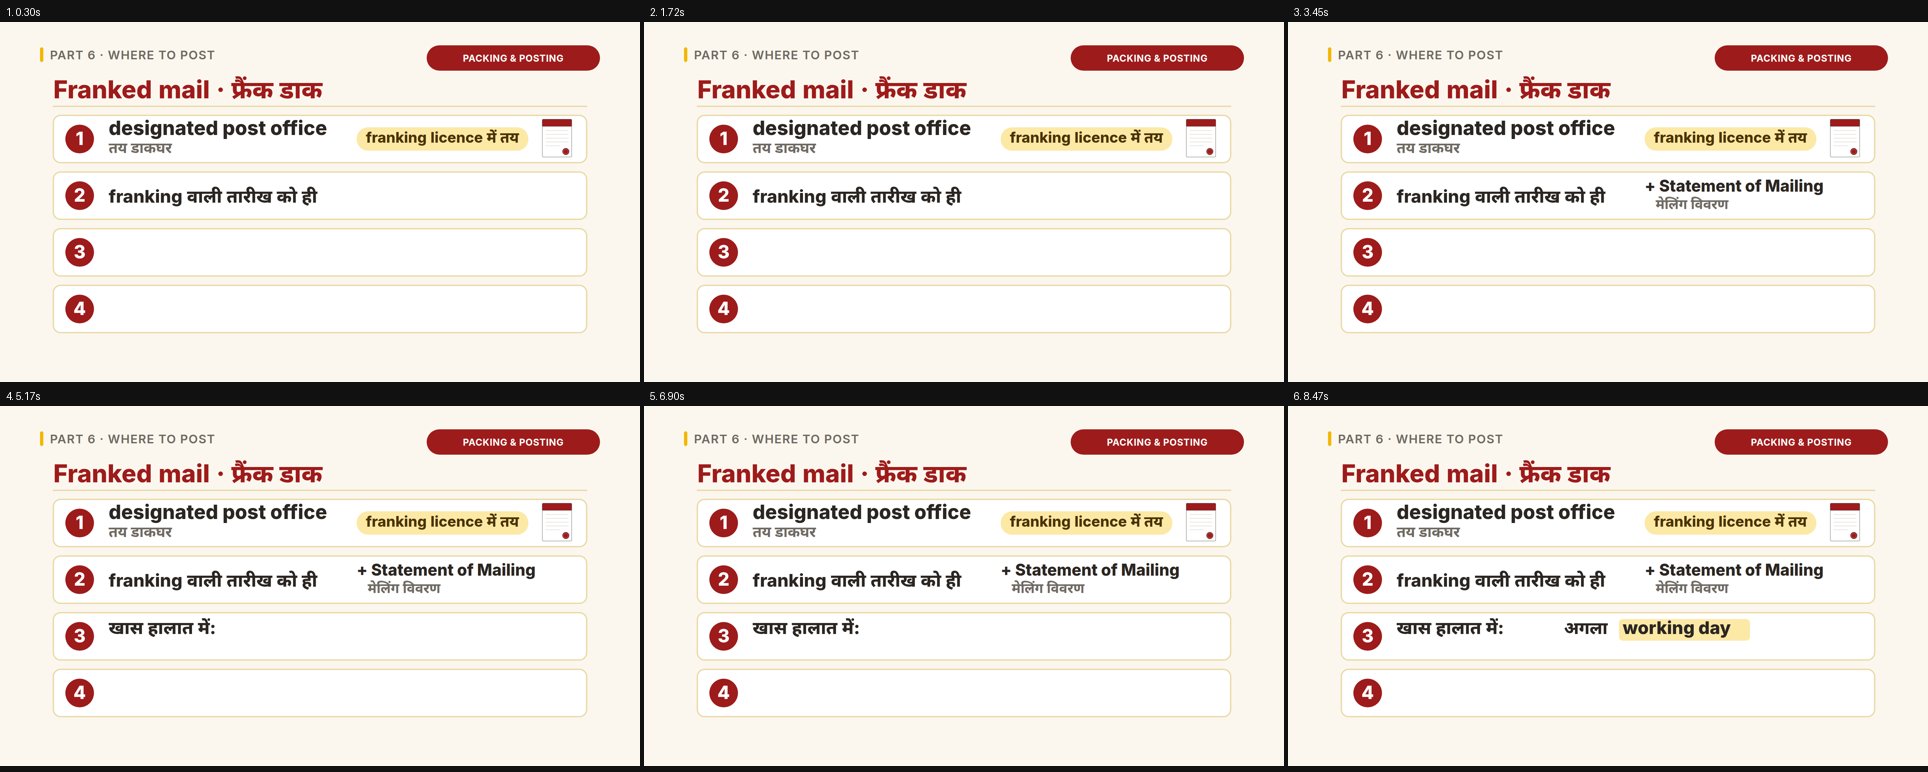 1. 0.30s
PART 6 · WHERE TO POST
PACKING & POSTING
Franked mail · फ्रैंक डाक
1 designated post office franking licence में तय
तय डाकघर
2 franking वाली तारीख को ही
3
4
2. 1.72s
PART 6 · WHERE TO POST
PACKING & POSTING
Franked mail · फ्रैंक डाक
1 designated post office franking licence में तय
तय डाकघर
2 franking वाली तारीख को ही
3
4
3. 3.45s
PART 6 · WHERE TO POST
PACKING & POSTING
Franked mail · फ्रैंक डाक
1 designated post office franking licence में तय
तय डाकघर
2 franking वाली तारीख को ही + Statement of Mailing
मेलिंग विवरण
3
4
4. 5.17s
PART 6 · WHERE TO POST
PACKING & POSTING
Franked mail · फ्रैंक डाक
1 designated post office franking licence में तय
तय डाकघर
2 franking वाली तारीख को ही + Statement of Mailing
मेलिंग विवरण
3 खास हालात में:
4
5. 6.90s
PART 6 · WHERE TO POST
PACKING & POSTING
Franked mail · फ्रैंक डाक
1 designated post office franking licence में तय
तय डाकघर
2 franking वाली तारीख को ही + Statement of Mailing
मेलिंग विवरण
3 खास हालात में:
4
6. 8.47s
PART 6 · WHERE TO POST
PACKING & POSTING
Franked mail · फ्रैंक डाक
1 designated post office franking licence में तय
तय डाकघर
2 franking वाली तारीख को ही + Statement of Mailing
मेलिंग विवरण
3 खास हालात में: अगला working day
4